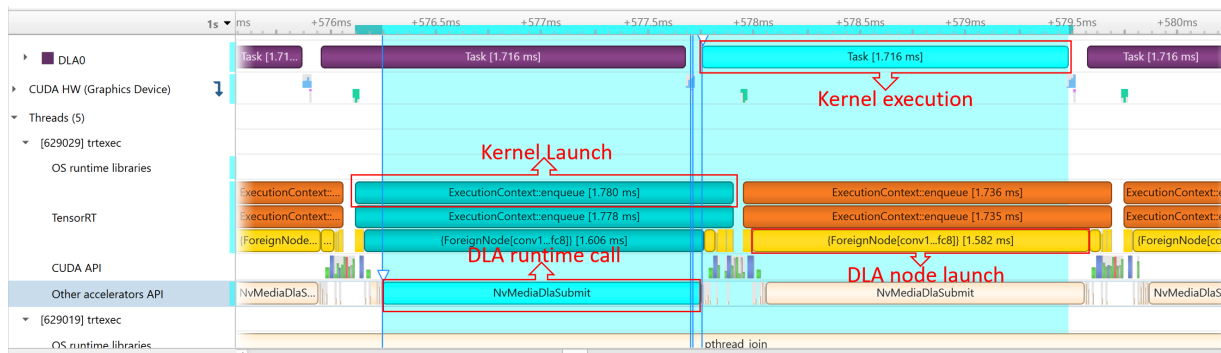 1s ▾ ms +576ms +576.5ms +577ms +577.5ms +578ms +578.5ms +579ms +579.5ms +580ms
DLA0 Task [1.71... Task [1.716 ms] Task [1.716 ms] Task [1.716 ms]
CUDA HW (Graphics Device)
Kernel execution
Threads (5)
[629029] trtexec
Kernel Launch
OS runtime libraries
ExecutionContext::... ExecutionContext::enqueue [1.780 ms] ExecutionContext::enqueue [1.736 ms] ExecutionContext::e
TensorRT ExecutionContext::... ExecutionContext::enqueue [1.778 ms] ExecutionContext::enqueue [1.735 ms] ExecutionContext::e
{ForeignNode... ... {ForeignNode[conv1...fc8]} [1.606 ms] {ForeignNode[conv1...fc8]} [1.582 ms] {ForeignNode[co
DLA runtime call
CUDA API
DLA node launch
Other accelerators API NvMediaDlaS... NvMediaDlaSubmit NvMediaDlaSubmit NvMediaDlaS
[629019] trtexec
OS runtime libraries pthread_join